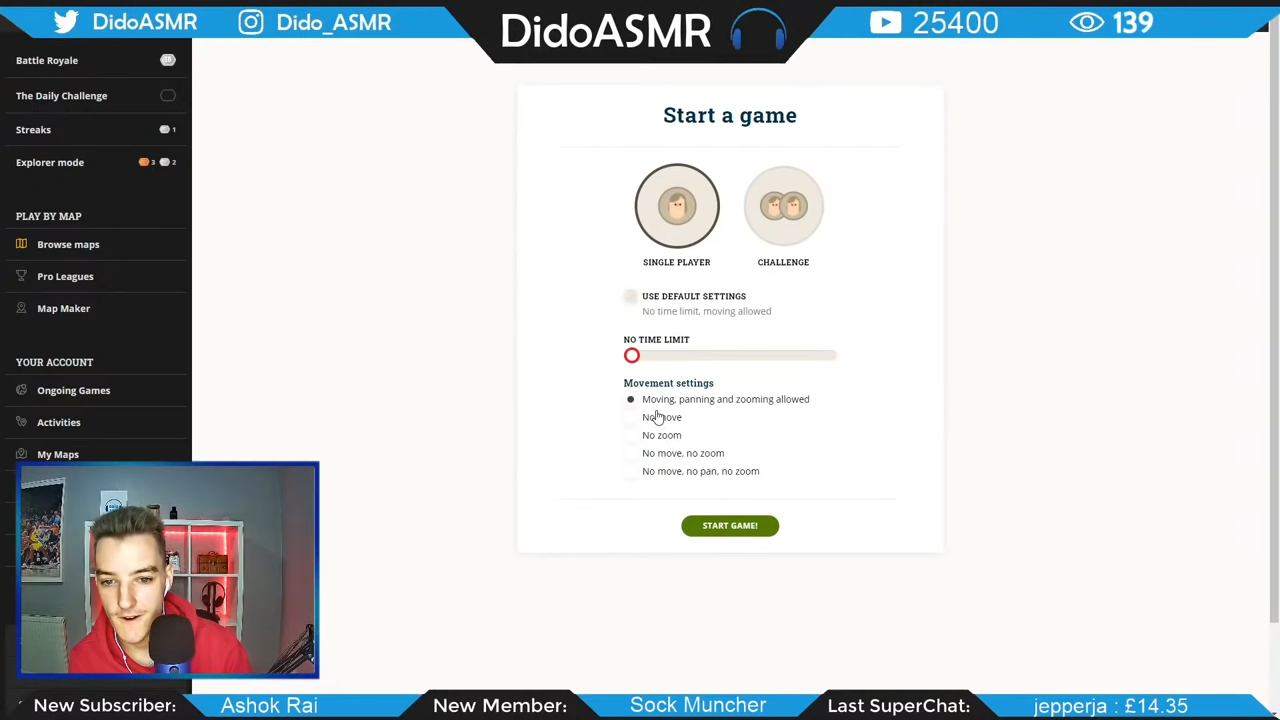 DidoASMR
Dido_ASMR
DidoASMR
25400
139
Battle Royale
The Daily Challenge
Streaks
1
Explorer mode
3
2
PLAY BY MAP
Browse maps
Pro Leagues
Map Maker
YOUR ACCOUNT
Ongoing Games
Activities
My Maps
Start a game
SINGLE PLAYER
CHALLENGE
USE DEFAULT SETTINGS
No time limit, moving allowed
NO TIME LIMIT
Movement settings
Moving, panning and zooming allowed
No move
No zoom
No move, no zoom
No move, no pan, no zoom
START GAME!
New Subscriber:
Ashok Rai
New Member:
Sock Muncher
Last SuperChat:
jepperja : £14.35